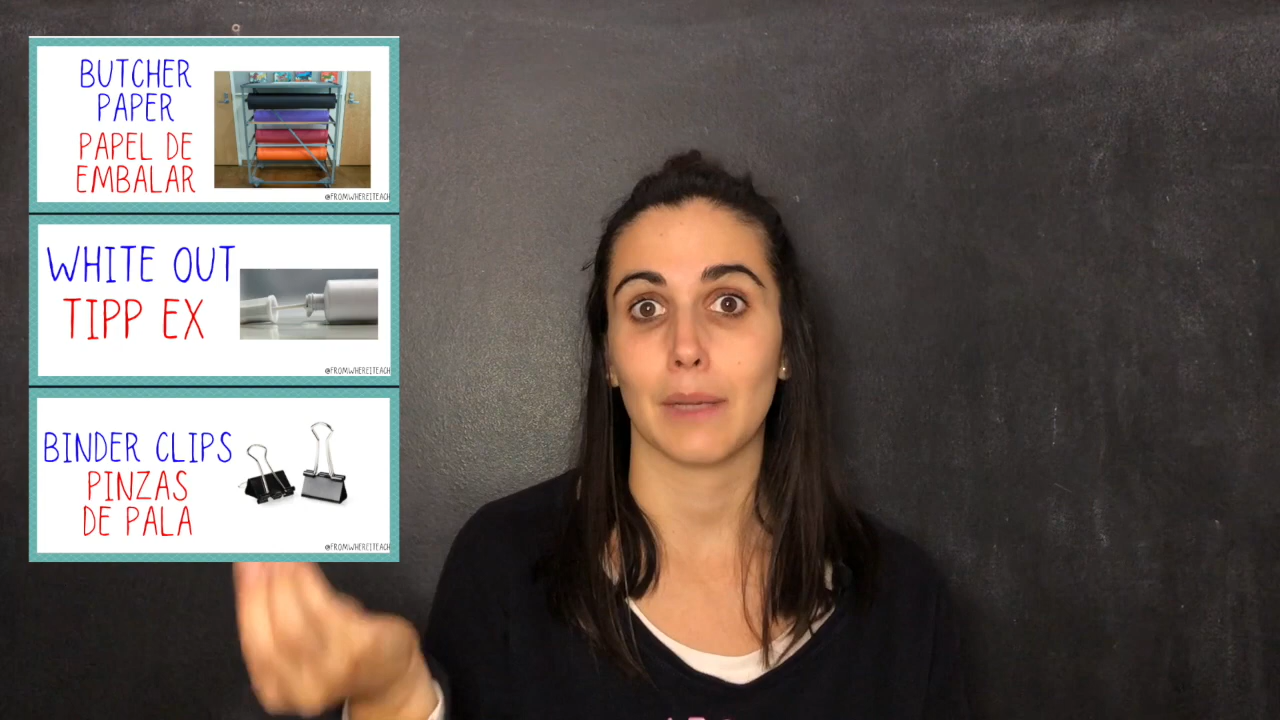 BUTCHER
PAPER
PAPEL DE
EMBALAR
@FROMWHEREITEACH
WHITE OUT
TIPP EX
@FROMWHEREITEACH
BINDER CLIPS
PINZAS
DE PALA
@FROMWHEREITEACH